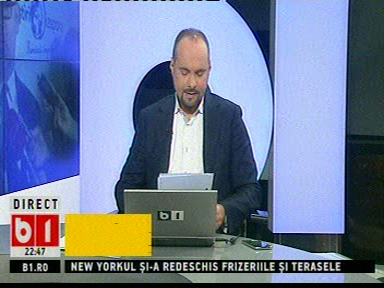 b1
DIRECT
b1
22:47
B1.RO
NEW YORKUL ȘI-A REDESCHIS FRIZERIILE ȘI TERASELE